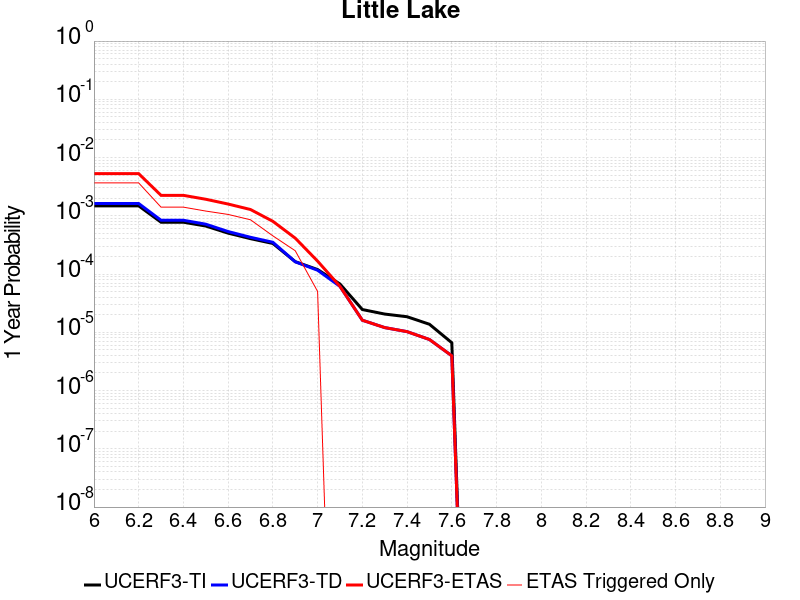 Little Lake
10^0
10^-1
10^-2
10^-3
10^-4
10^-5
10^-6
10^-7
10^-8
1 Year Probability
6 6.2 6.4 6.6 6.8 7 7.2 7.4 7.6 7.8 8 8.2 8.4 8.6 8.8 9
Magnitude
UCERF3-TI UCERF3-TD UCERF3-ETAS ETAS Triggered Only